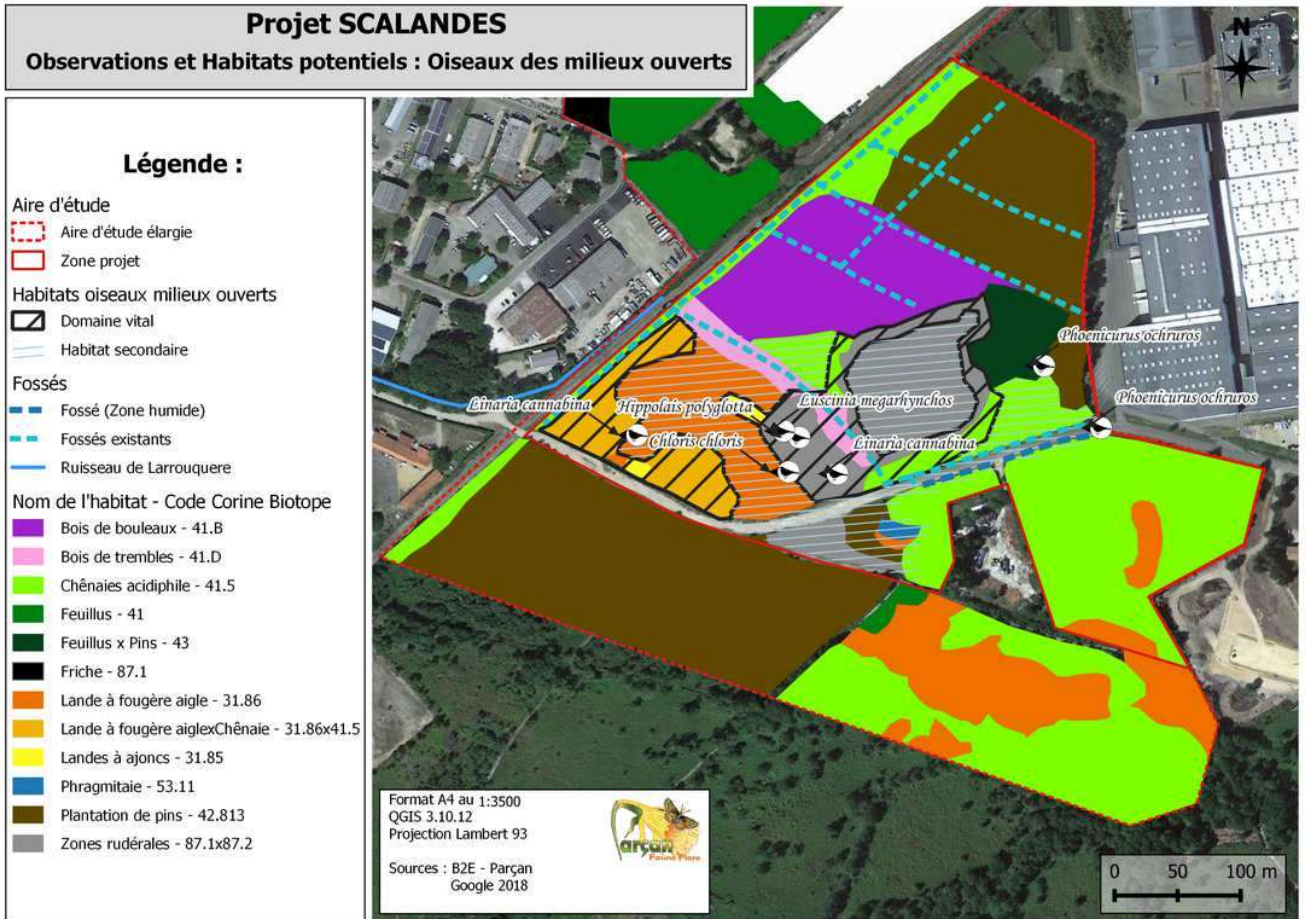 Projet SCALANDES
Observations et Habitats potentiels : Oiseaux des milieux ouverts
N
Légende :
Aire d'étude
Aire d'étude élargie
Zone projet
Habitats oiseaux milieux ouverts
Domaine vital
Habitat secondaire
Fossés
Fossé (Zone humide)
Fossés existants
Ruisseau de Larrouquere
Nom de l'habitat - Code Corine Biotope
Bois de bouleaux - 41.B
Bois de trembles - 41.D
Chênaies acidiphile - 41.5
Feuillus - 41
Feuillus x Pins - 43
Friche - 87.1
Lande à fougère aigle - 31.86
Lande à fougère aiglexChênaie - 31.86x41.5
Landes à ajoncs - 31.85
Phragmitaie - 53.11
Plantation de pins - 42.813
Zones rudérales - 87.1x87.2
Phoenicurus ochruros
Phoenicurus ochruros
Linaria cannabina
Hippolais polyglotta
Luscinia megarhynchos
Chloris chloris
Linaria cannabina
Format A4 au 1:3500
QGIS 3.10.12
Projection Lambert 93
Sources : B2E - Parçan
Google 2018
Parçan
Faune Flore
0 50 100 m